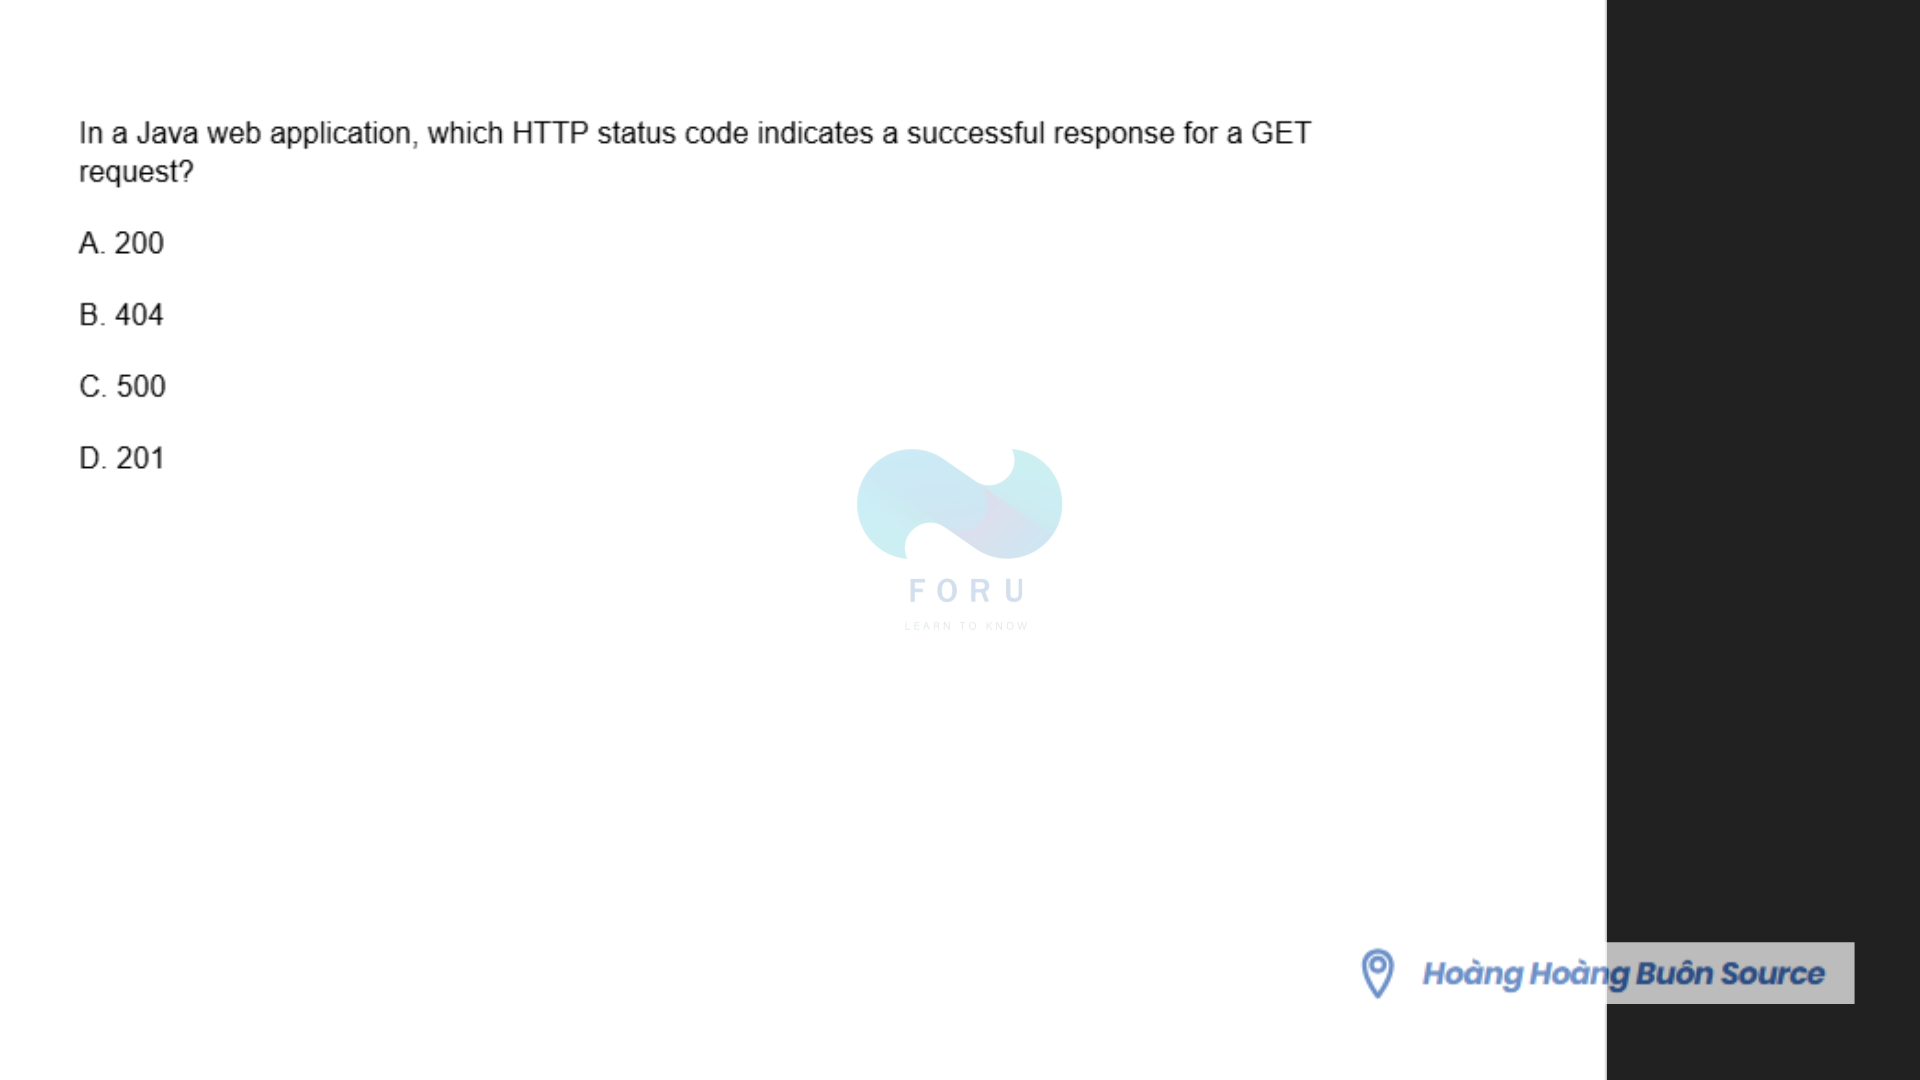 In a Java web application, which HTTP status code indicates a successful response for a GET
request?
A. 200
B. 404
C. 500
D. 201
FORU
LEARN TO KNOW
Hoàng Hoàng Buôn Source